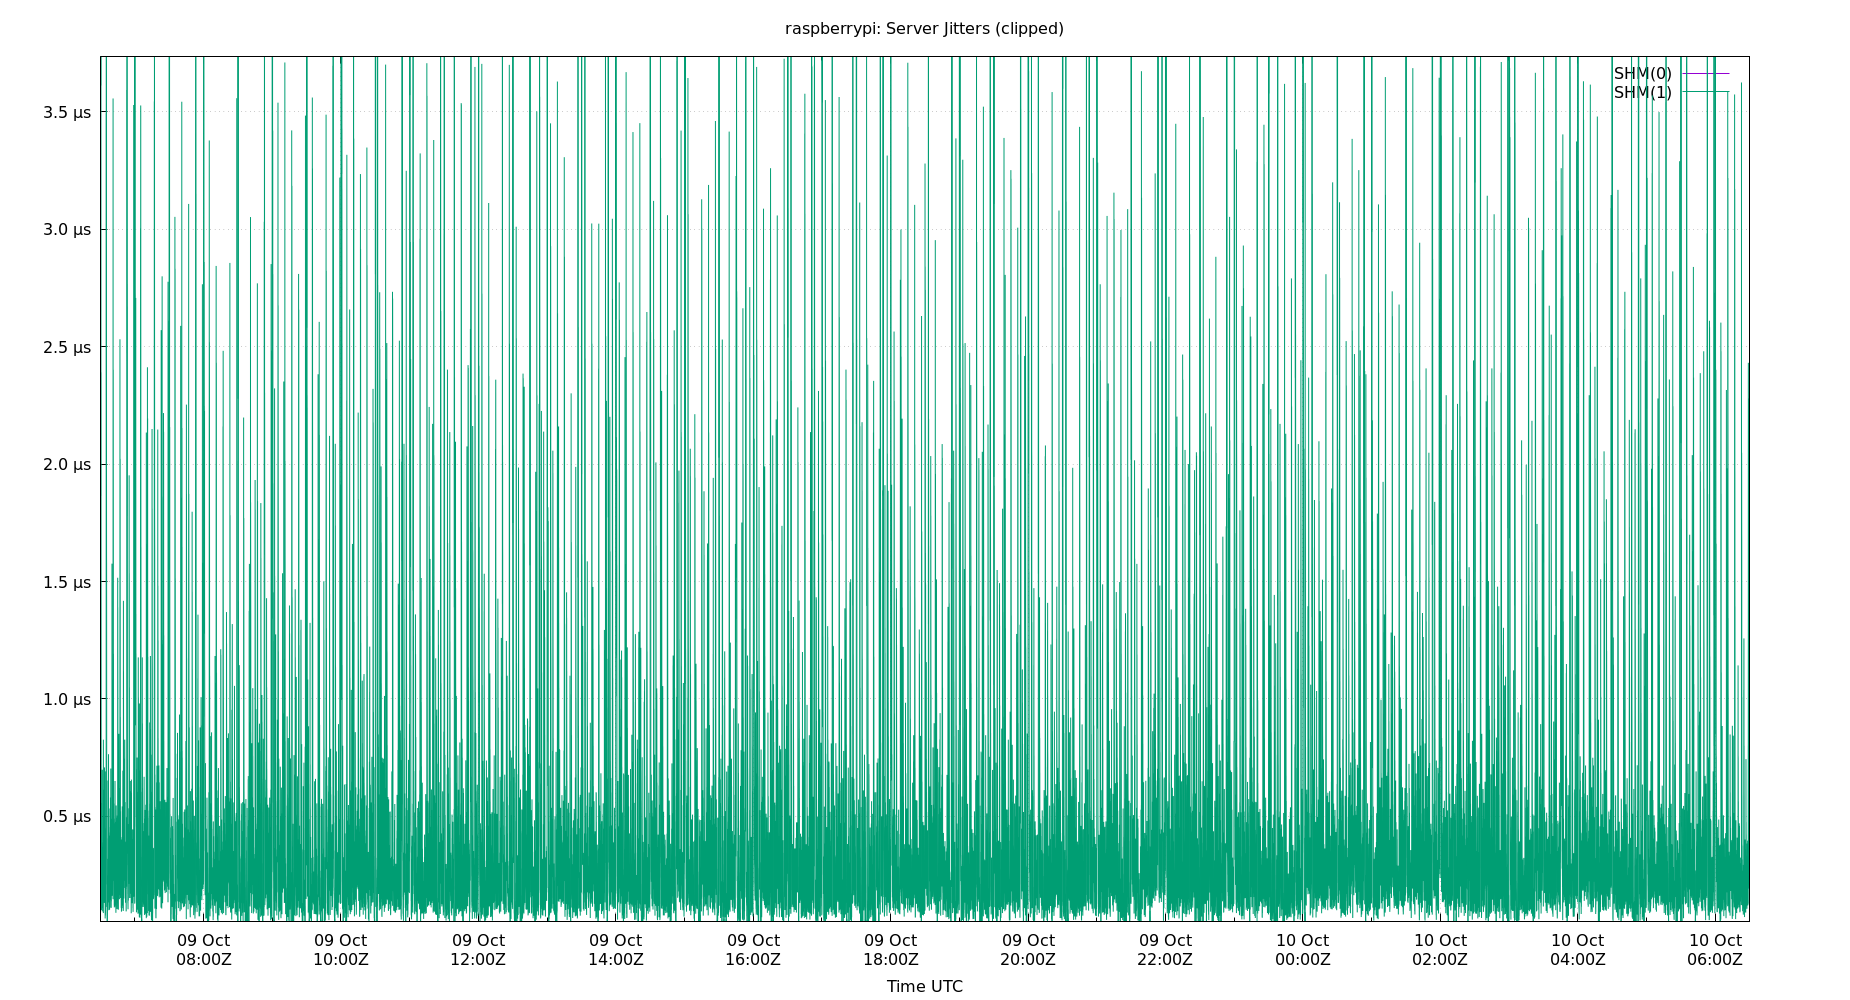 raspberrypi: Server Jitters (clipped)
SHM(0)
SHM(1)
3.5 µs
3.0 µs
2.5 µs
2.0 µs
1.5 µs
1.0 µs
0.5 µs
09 Oct 09 Oct 09 Oct 09 Oct 09 Oct 09 Oct 09 Oct 09 Oct 10 Oct 10 Oct 10 Oct 10 Oct
08:00Z 10:00Z 12:00Z 14:00Z 16:00Z 18:00Z 20:00Z 22:00Z 00:00Z 02:00Z 04:00Z 06:00Z
Time UTC